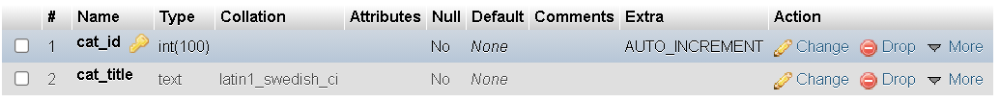 # Name Type Collation Attributes Null Default Comments Extra Action
1 cat_id int(100) No None AUTO_INCREMENT Change Drop More
2 cat_title text latin1_swedish_ci No None Change Drop More